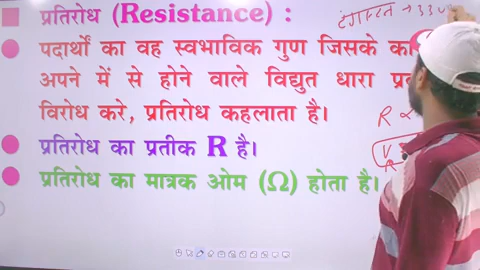 प्रतिरोध (Resistance) :
पदार्थों का वह स्वभाविक गुण जिसके
अपने में से होने वाले विद्युत धारा
विरोध करे, प्रतिरोध कहलाता है।
प्रतिरोध का प्रतीक R है।
प्रतिरोध का मात्रक ओम (Ω) होता है।
R ∝